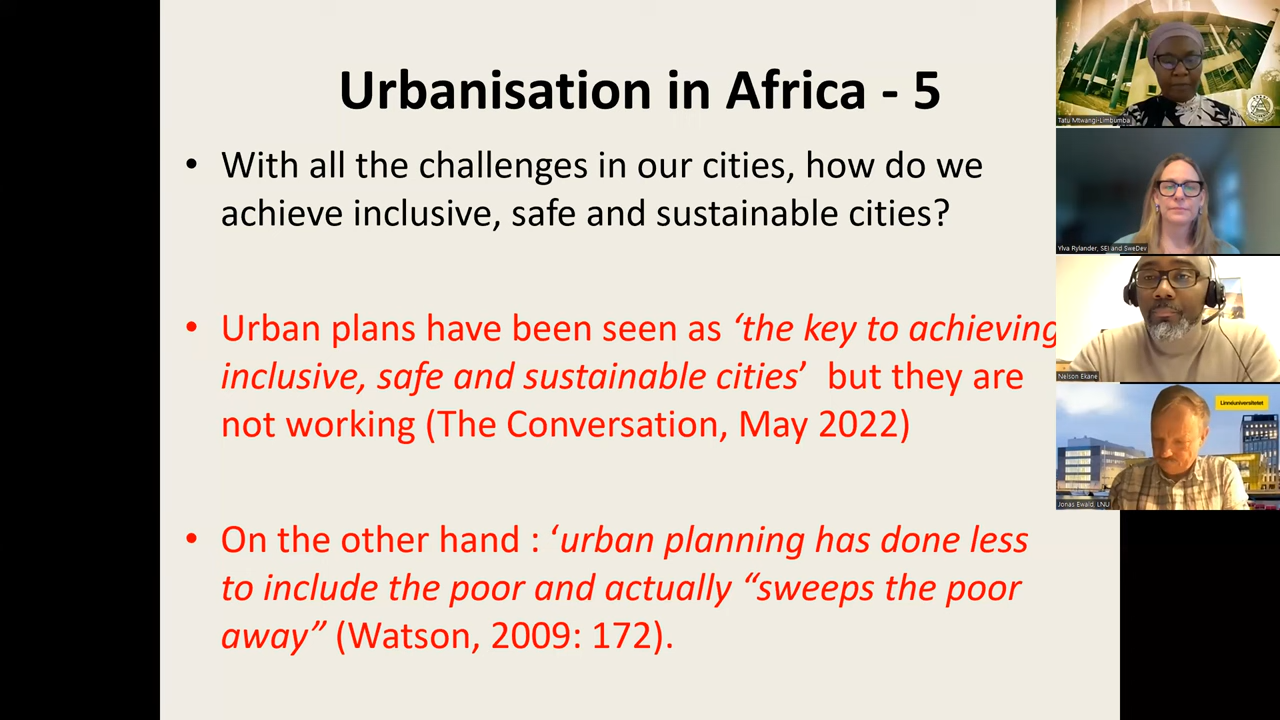 Urbanisation in Africa - 5
• With all the challenges in our cities, how do we
achieve inclusive, safe and sustainable cities?
• Urban plans have been seen as ‘the key to achieving
inclusive, safe and sustainable cities’ but they are
not working (The Conversation, May 2022)
• On the other hand : ‘urban planning has done less
to include the poor and actually “sweeps the poor
away” (Watson, 2009: 172).
Tatu Mtwangi-Limbumba
Ylva Rylander, SEI and SweDev
Nelson Ekane
Linnéuniversitetet
Jonas Ewald, LNU